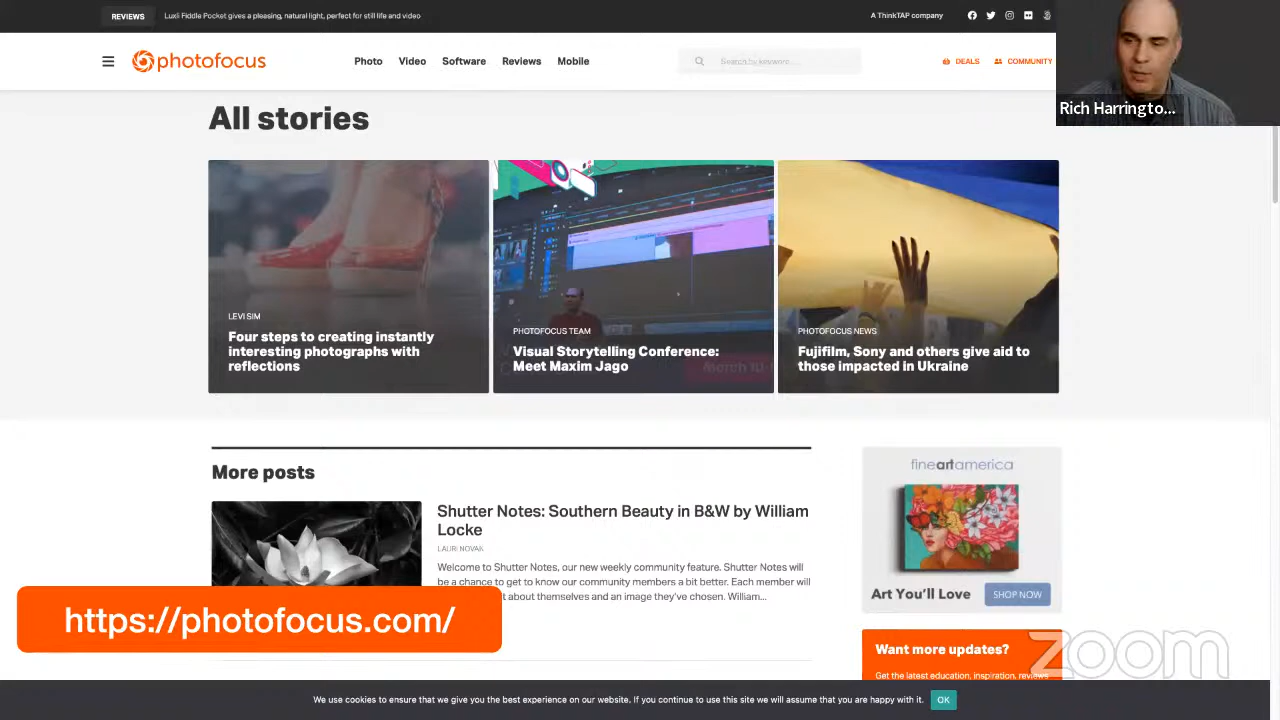 REVIEWS Luxli Fiddle Pocket gives a pleasing, natural light, perfect for still life and video A ThinkTAP company
photofocus Photo Video Software Reviews Mobile Search by keyword.... DEALS COMMUNITY
Rich Harringto...
All stories
LEVI SIM
Four steps to creating instantly
interesting photographs with
reflections
PHOTOFOCUS TEAM
Visual Storytelling Conference:
Meet Maxim Jago
March 10
PHOTOFOCUS NEWS
Fujifilm, Sony and others give aid to
those impacted in Ukraine
More posts
Shutter Notes: Southern Beauty in B&W by William
Locke
LAURI NOVAK
Welcome to Shutter Notes, our new weekly community feature. Shutter Notes will
be a chance to get to know our community members a bit better. Each member will
about themselves and an image they've chosen. William...
fineartamerica
Art You'll Love SHOP NOW
https://photofocus.com/
Want more updates?
Get the latest education, inspiration, reviews
zoom
We use cookies to ensure that we give you the best experience on our website. If you continue to use this site we will assume that you are happy with it. OK